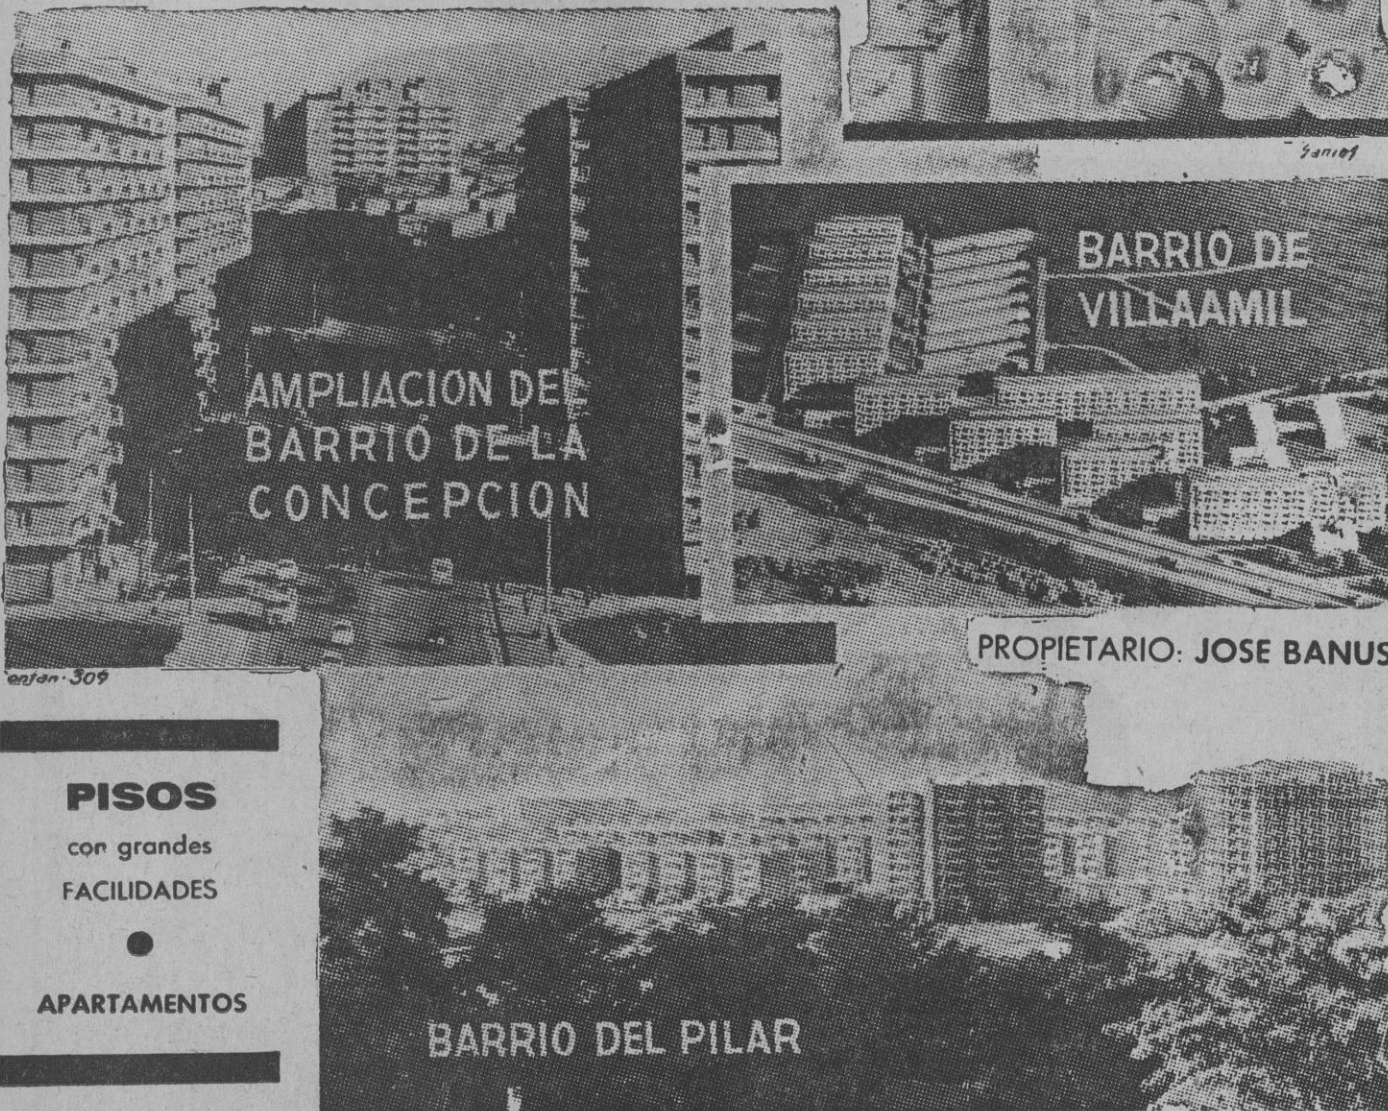 AMPLIACION DEL
BARRIO DE LA
CONCEPCION
BARRIO DE
VILLAAMIL
PROPIETARIO: JOSE BANUS
PISOS
con grandes
FACILIDADES
APARTAMENTOS
BARRIO DEL PILAR